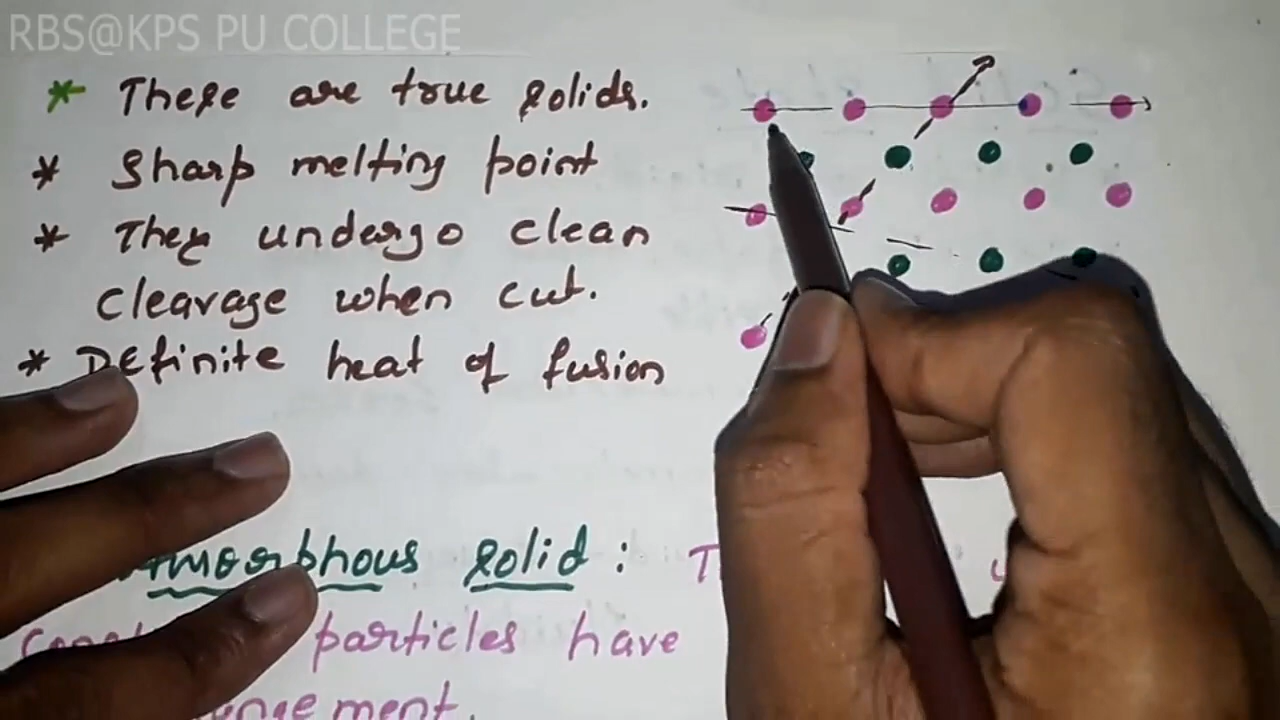 RBS@KPS PU COLLEGE
* These are true solids.
* Sharp melting point
* They undergo clean
cleavage when cut.
* Definite heat of fusion
Amorphous solid :
particles have